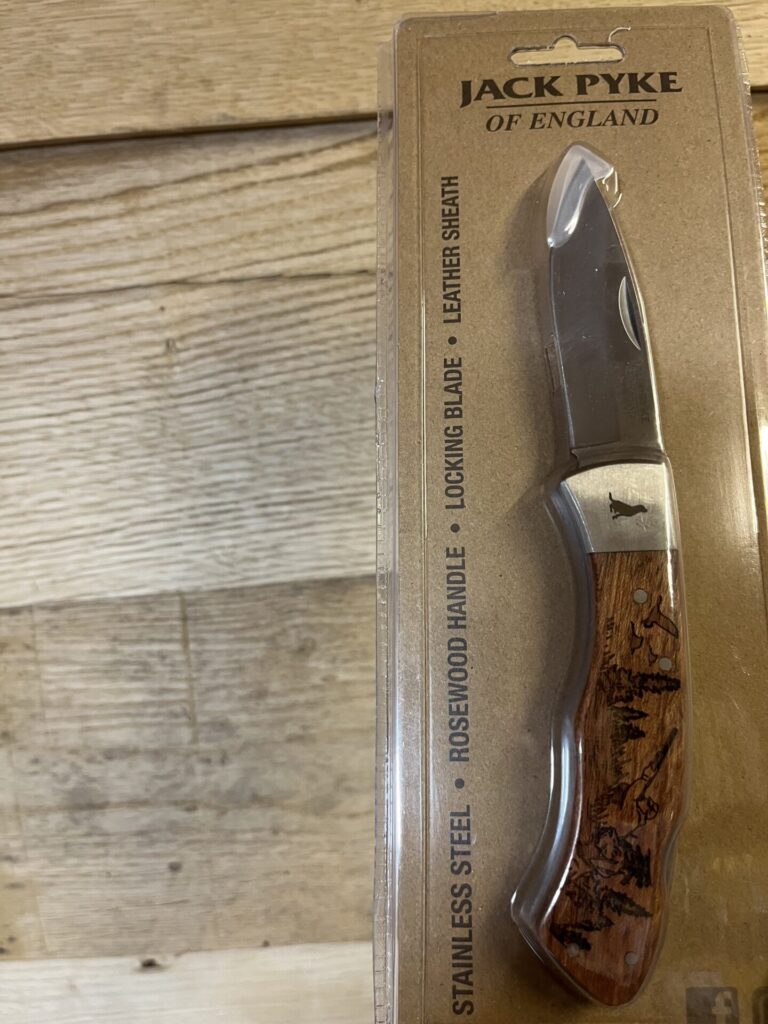 JACK PYKE
OF ENGLAND
STAINLESS STEEL • ROSEWOOD HANDLE • LOCKING BLADE • LEATHER SHEATH
f